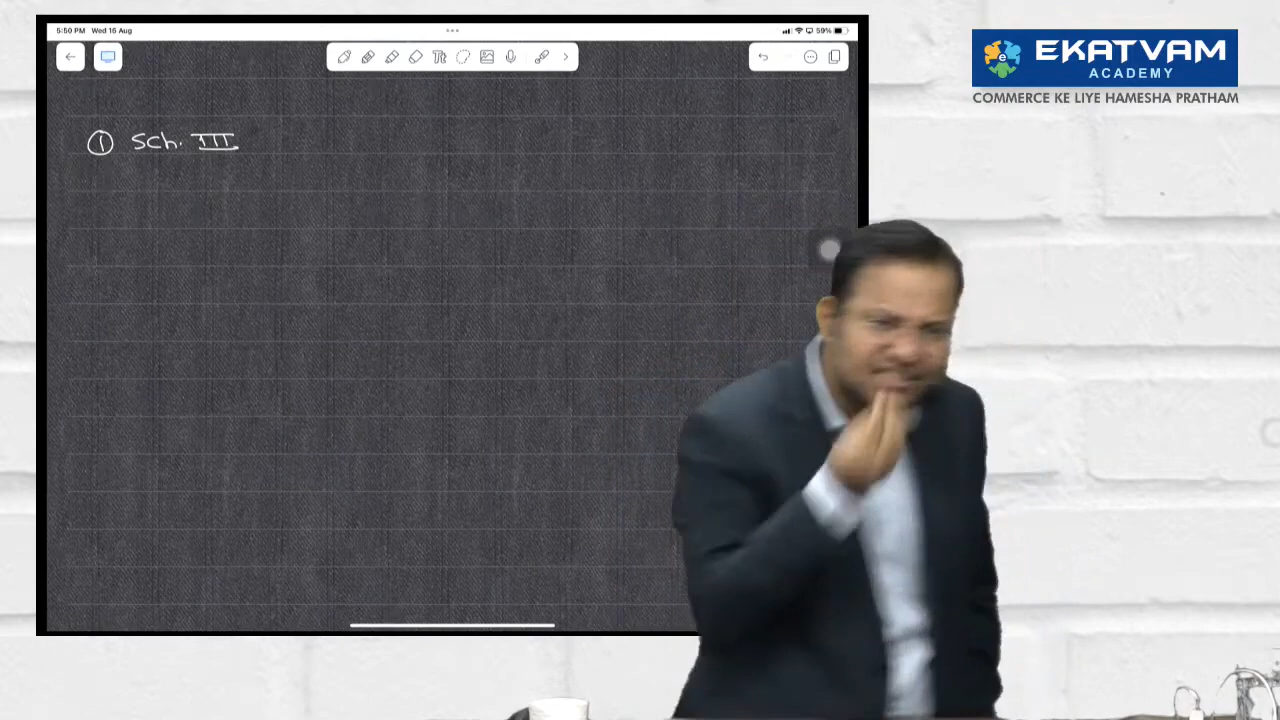 5:50 PM Wed 16 Aug
59%
EKATVAM
ACADEMY
COMMERCE KE LIYE HAMESHA PRATHAM
① Sch. III